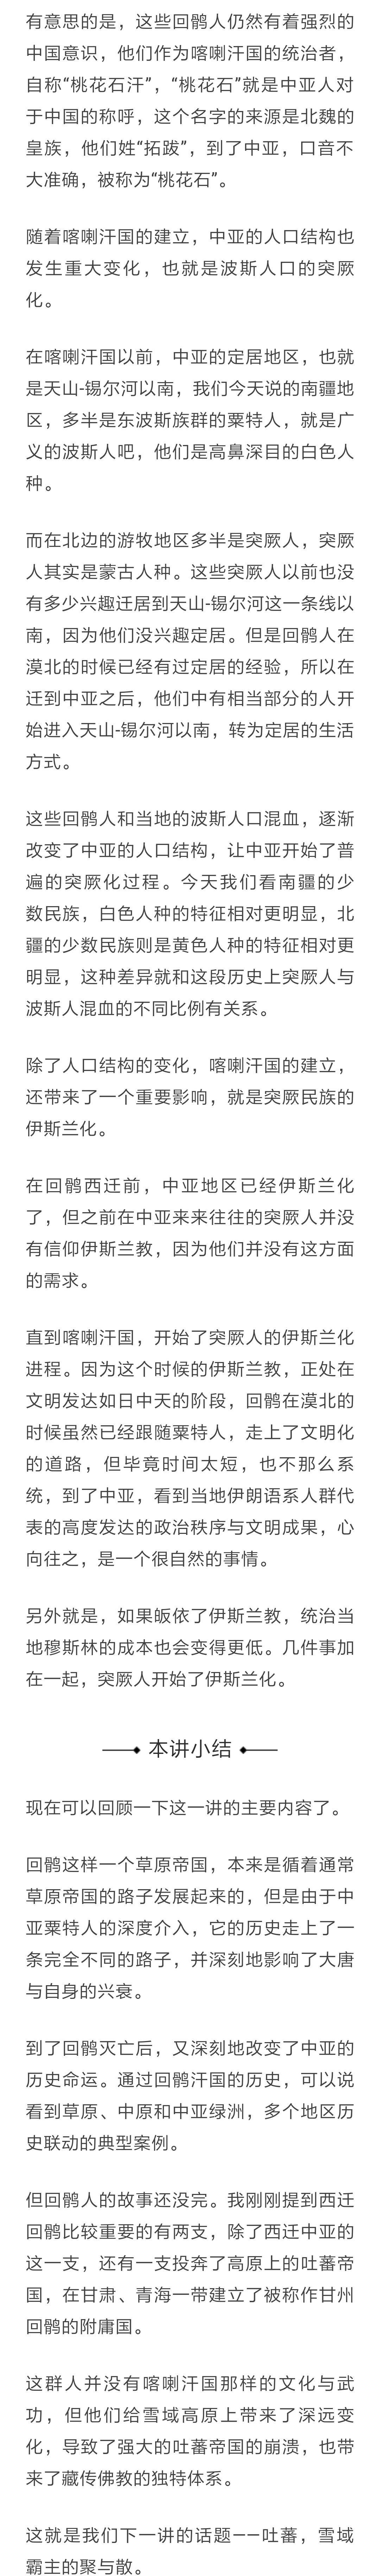 有意思的是，这些回鹘人仍然有着强烈的
中国意识，他们作为喀喇汗国的统治者，
自称“桃花石汗”，“桃花石”就是中亚人对
于中国的称呼，这个名字的来源是北魏的
皇族，他们姓“拓跋”，到了中亚，口音不
大准确，被称为“桃花石”。
随着喀喇汗国的建立，中亚的人口结构也
发生重大变化，也就是波斯人口的突厥
化。
在喀喇汗国以前，中亚的定居地区，也就
是天山-锡尔河以南，我们今天说的南疆地
区，多半是东波斯族群的粟特人，就是广
义的波斯人吧，他们是高鼻深目的白色人
种。
而在北边的游牧地区多半是突厥人，突厥
人其实是蒙古人种。这些突厥人以前也没
有多少兴趣迁居到天山-锡尔河这一条线以
南，因为他们没兴趣定居。但是回鹘人在
漠北的时候已经有过定居的经验，所以在
迁到中亚之后，他们中有相当部分的人开
始进入天山-锡尔河以南，转为定居的生活
方式。
这些回鹘人和当地的波斯人口混血，逐渐
改变了中亚的人口结构，让中亚开始了普
遍的突厥化过程。今天我们看南疆的少
数民族，白色人种的特征相对更明显，北
疆的少数民族则是黄色人种的特征相对更
明显，这种差异就和这段历史上突厥人与
波斯人混血的不同比例有关系。
除了人口结构的变化，喀喇汗国的建立，
还带来了一个重要影响，就是突厥民族的
伊斯兰化。
在回鹘西迁前，中亚地区已经伊斯兰化
了，但之前在中亚来来往往的突厥人并没
有信仰伊斯兰教，因为他们并没有这方面
的需求。
直到喀喇汗国，开始了突厥人的伊斯兰化
进程。因为这个时候的伊斯兰教，正处在
文明发达如日中天的阶段，回鹘在漠北的
时候虽然已经跟随粟特人，走上了文明化
的道路，但毕竟时间太短，也不那么系
统，到了中亚，看到当地伊朗语系人群代
表的高度发达的政治秩序与文明成果，心
向往之，是一个很自然的事情。
另外就是，如果皈依了伊斯兰教，统治当
地穆斯林的成本也会变得更低。几件事加
在一起，突厥人开始了伊斯兰化。
本讲小结
现在可以回顾一下这一讲的主要内容了。
回鹘这样一个草原帝国，本来是循着通常
草原帝国的路子发展起来的，但是由于中
亚粟特人的深度介入，它的历史走上了一
条完全不同的路子，并深刻地影响了大唐
与自身的兴衰。
到了回鹘灭亡后，又深刻地改变了中亚的
历史命运。通过回鹘汗国的历史，可以说
看到草原、中原和中亚绿洲，多个地区历
史联动的典型案例。
但回鹘人的故事还没完。我刚刚提到西迁
回鹘比较重要的有两支，除了西迁中亚的
这一支，还有一支投奔了高原上的吐蕃帝
国，在甘肃、青海一带建立了被称作甘州
回鹘的附庸国。
这群人并没有喀喇汗国那样的文化与武
功，但他们给雪域高原上带来了深远变
化，导致了强大的吐蕃帝国的崩溃，也带
来了藏传佛教的独特体系。
这就是我们下一讲的话题——吐蕃，雪域
霸主的聚与散。